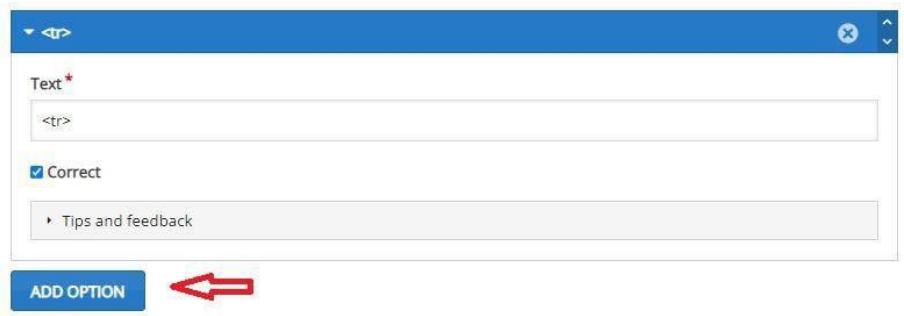 <tr>
Text*
<tr>
Correct
Tips and feedback
ADD OPTION